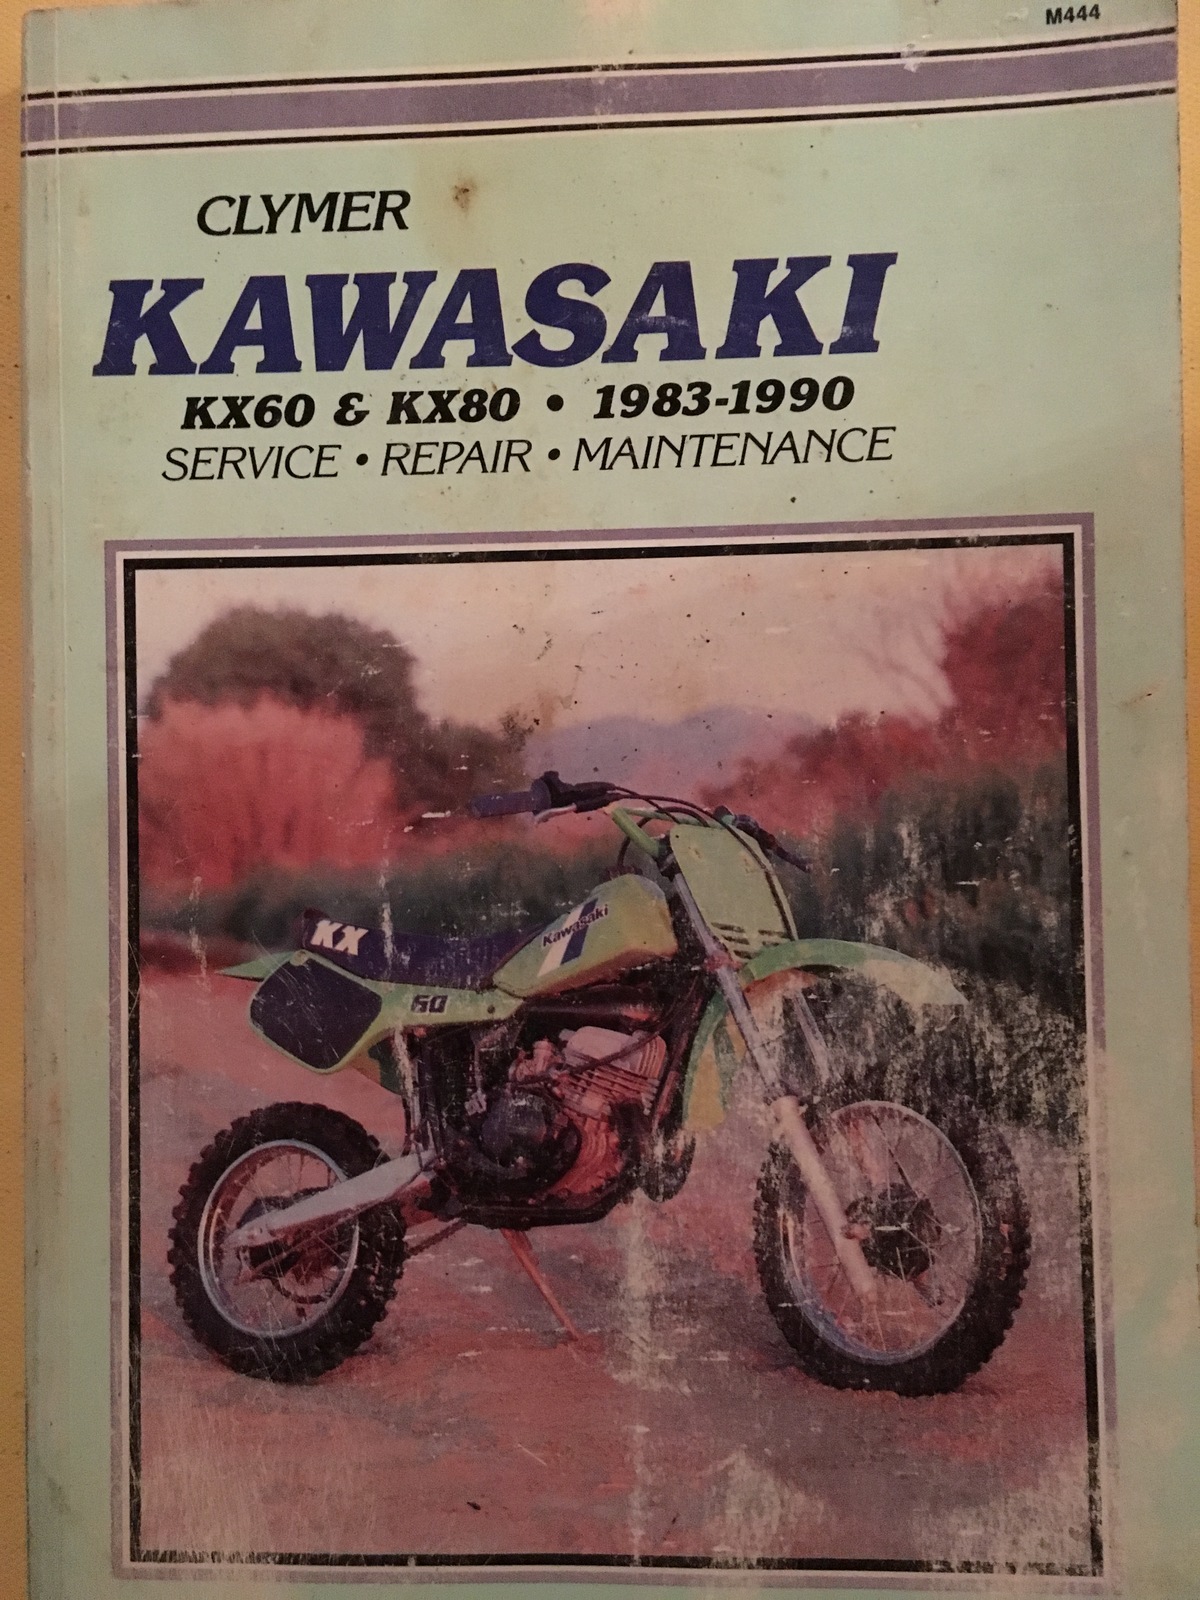 M444
CLYMER
KAWASAKI
KX60 & KX80 • 1983-1990
SERVICE • REPAIR • MAINTENANCE
Kawasaki
KX
60